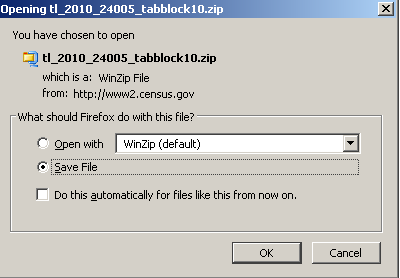 Opening tl_2010_24005_tabblock10.zip
You have chosen to open
tl_2010_24005_tabblock10.zip
which is a: WinZip File
from: http://www2.census.gov
What should Firefox do with this file?
Open with WinZip (default)
Save File
Do this automatically for files like this from now on.
OK Cancel